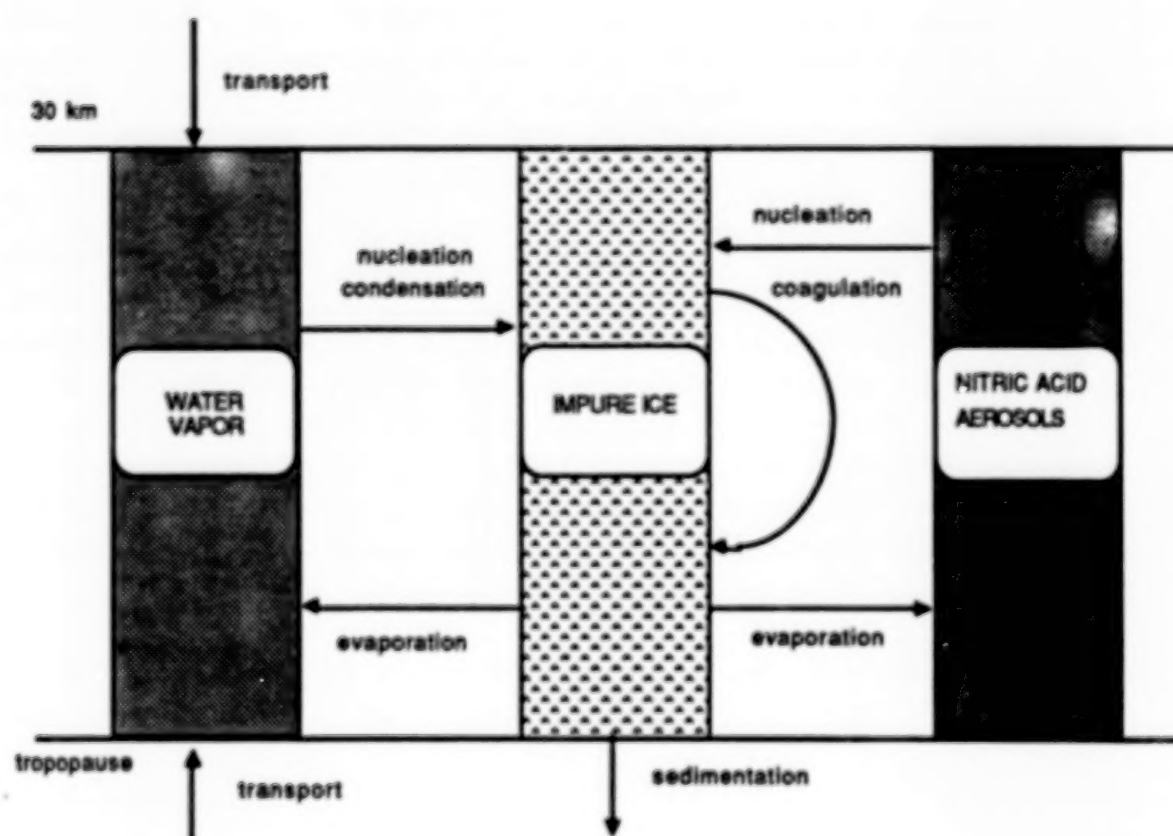 transport
30 km
nucleation
nucleation
condensation
coagulation
WATER
VAPOR
IMPURE ICE
NITRIC ACID
AEROSOLS
evaporation
evaporation
tropopause
transport
sedimentation